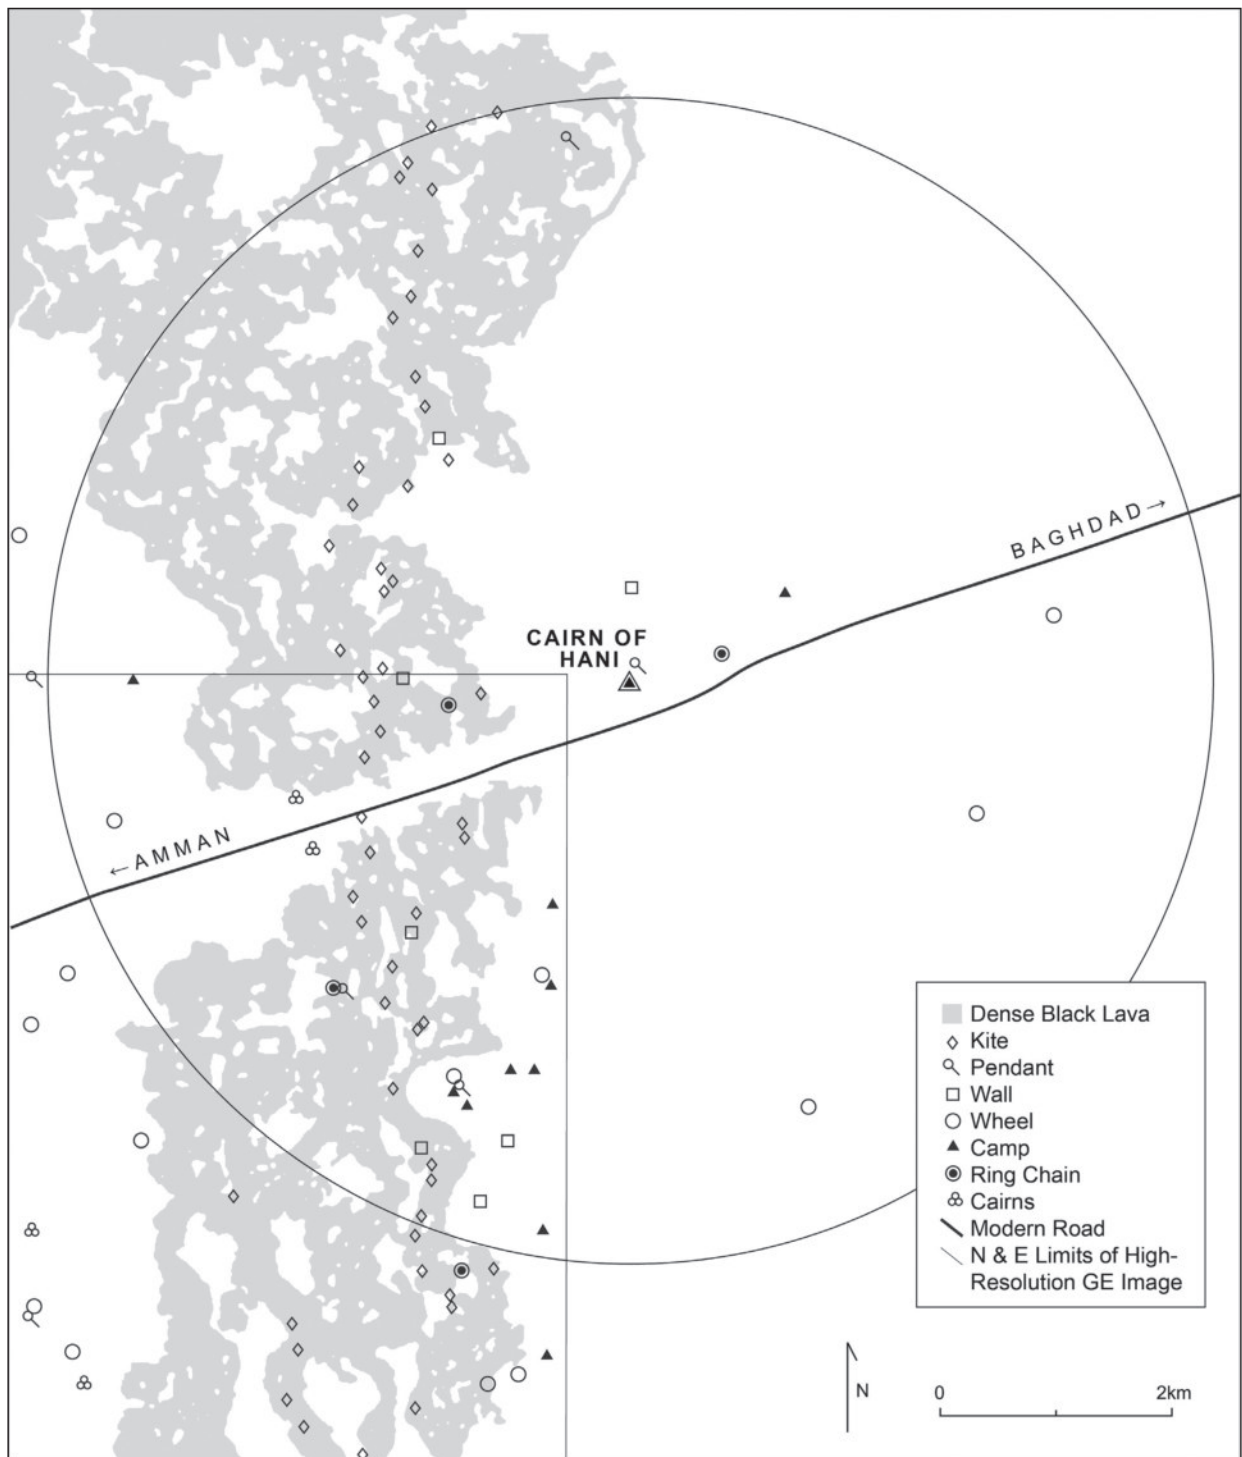 BAGHDAD →
CAIRN OF
HANI
← AMMAN
Dense Black Lava
Kite
Pendant
Wall
Wheel
Camp
Ring Chain
Cairns
Modern Road
N & E Limits of High-
Resolution GE Image
N
0 2km